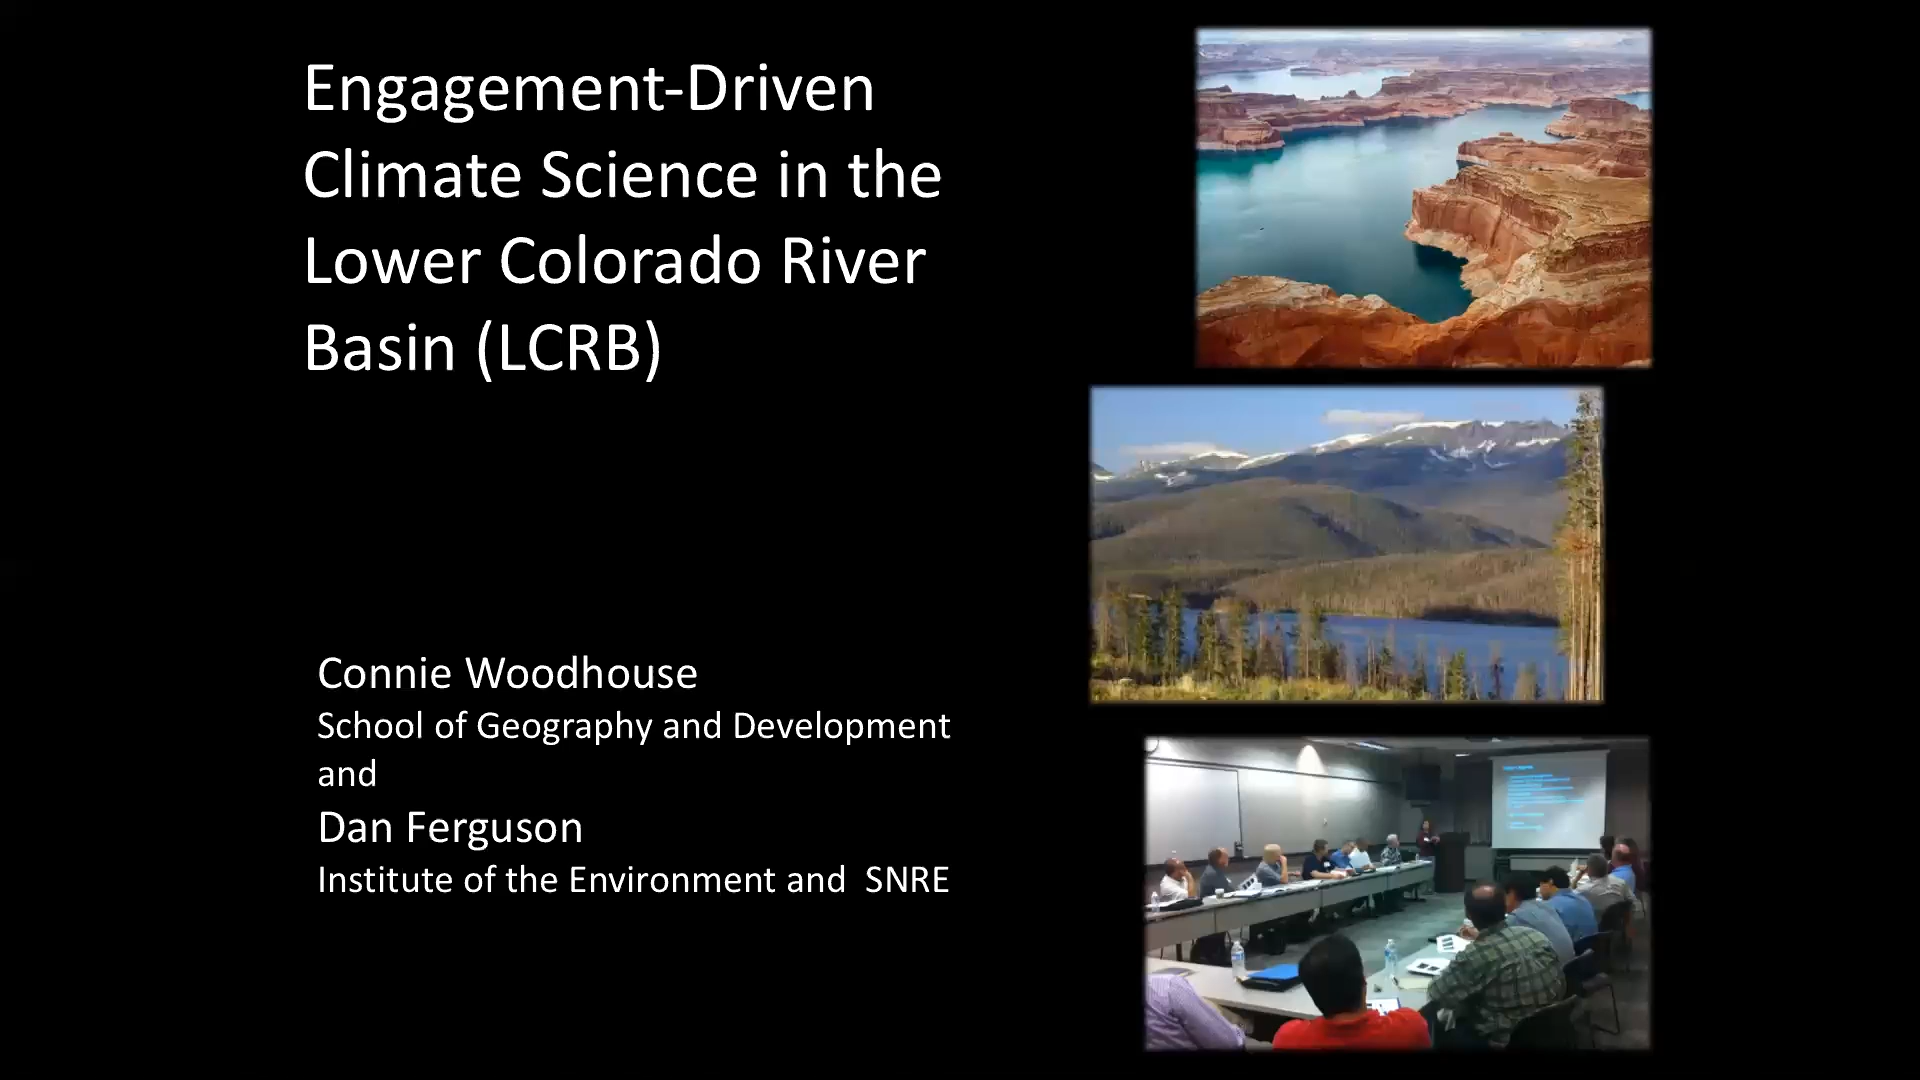 Engagement-Driven
Climate Science in the
Lower Colorado River
Basin (LCRB)
Connie Woodhouse
School of Geography and Development
and
Dan Ferguson
Institute of the Environment and  SNRE